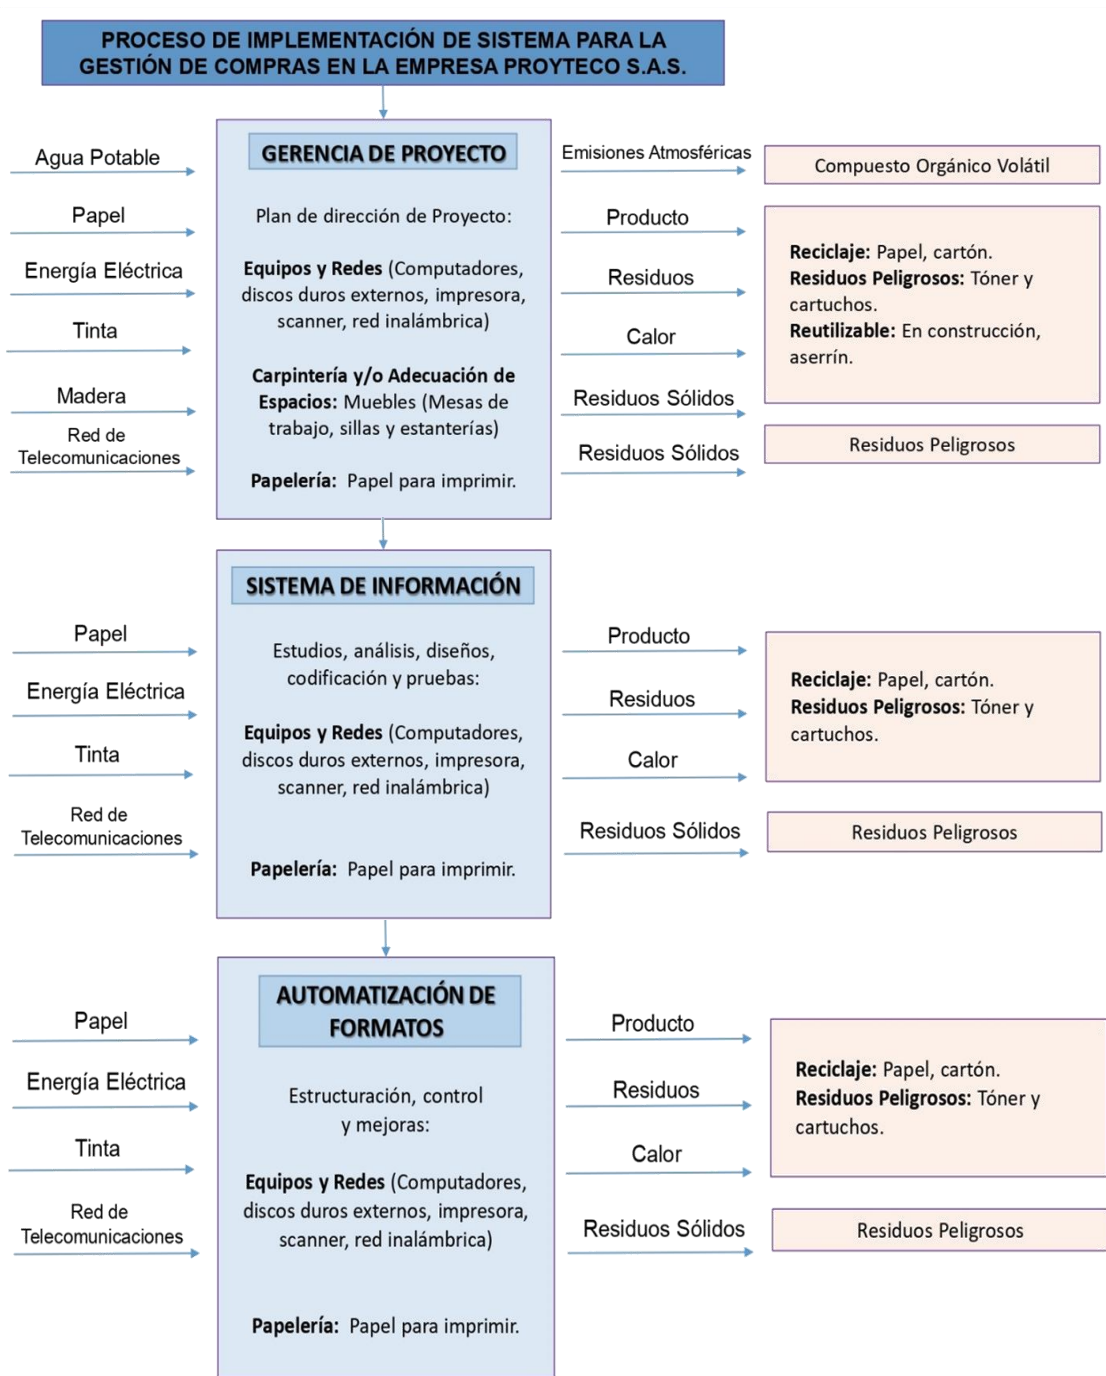 PROCESO DE IMPLEMENTACIÓN DE SISTEMA PARA LA
GESTIÓN DE COMPRAS EN LA EMPRESA PROYTECO S.A.S.
Agua Potable
Papel
Energía Eléctrica
Tinta
Madera
Red de
Telecomunicaciones
GERENCIA DE PROYECTO
Plan de dirección de Proyecto:
Equipos y Redes (Computadores,
discos duros externos, impresora,
scanner, red inalámbrica)
Carpintería y/o Adecuación de
Espacios: Muebles (Mesas de
trabajo, sillas y estanterías)
Papelería: Papel para imprimir.
Emisiones Atmosféricas
Producto
Residuos
Calor
Residuos Sólidos
Residuos Sólidos
Compuesto Orgánico Volátil
Reciclaje: Papel, cartón.
Residuos Peligrosos: Tóner y
cartuchos.
Reutilizable: En construcción,
aserrín.
Residuos Peligrosos
Papel
Energía Eléctrica
Tinta
Red de
Telecomunicaciones
SISTEMA DE INFORMACIÓN
Estudios, análisis, diseños,
codificación y pruebas:
Equipos y Redes (Computadores,
discos duros externos, impresora,
scanner, red inalámbrica)
Papelería: Papel para imprimir.
Producto
Residuos
Calor
Residuos Sólidos
Reciclaje: Papel, cartón.
Residuos Peligrosos: Tóner y
cartuchos.
Residuos Peligrosos
Papel
Energía Eléctrica
Tinta
Red de
Telecomunicaciones
AUTOMATIZACIÓN DE
FORMATOS
Estructuración, control
y mejoras:
Equipos y Redes (Computadores,
discos duros externos, impresora,
scanner, red inalámbrica)
Papelería: Papel para imprimir.
Producto
Residuos
Calor
Residuos Sólidos
Reciclaje: Papel, cartón.
Residuos Peligrosos: Tóner y
cartuchos.
Residuos Peligrosos